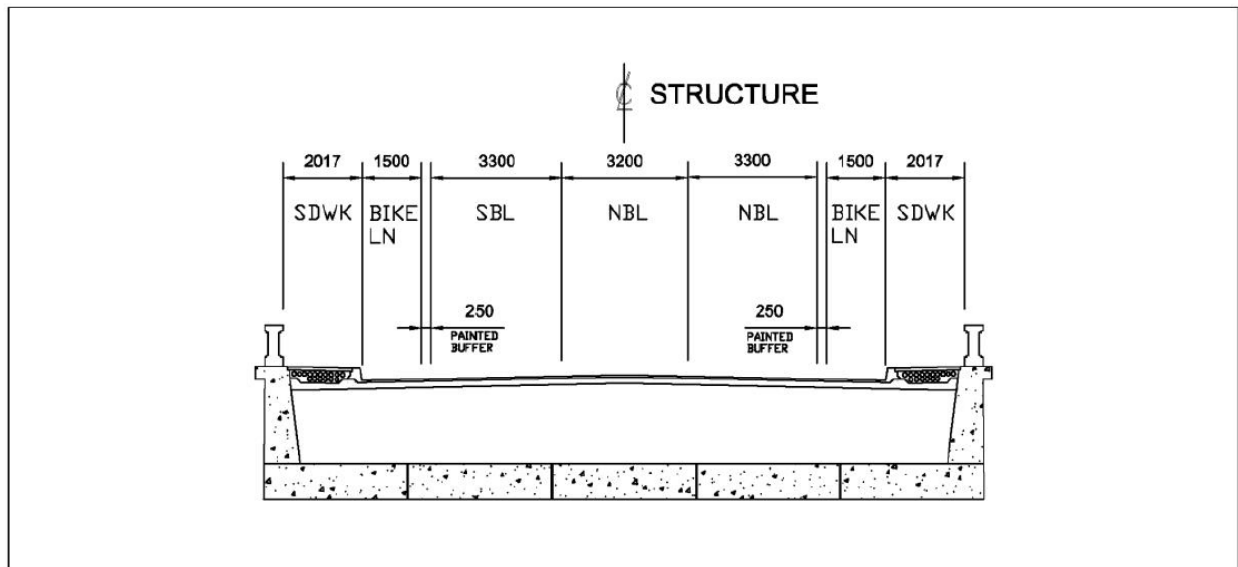 ℄ STRUCTURE
2017 1500 3300 3200 3300 1500 2017
SDWK BIKE LN SBL NBL NBL BIKE LN SDWK
250 250
PAINTED BUFFER PAINTED BUFFER